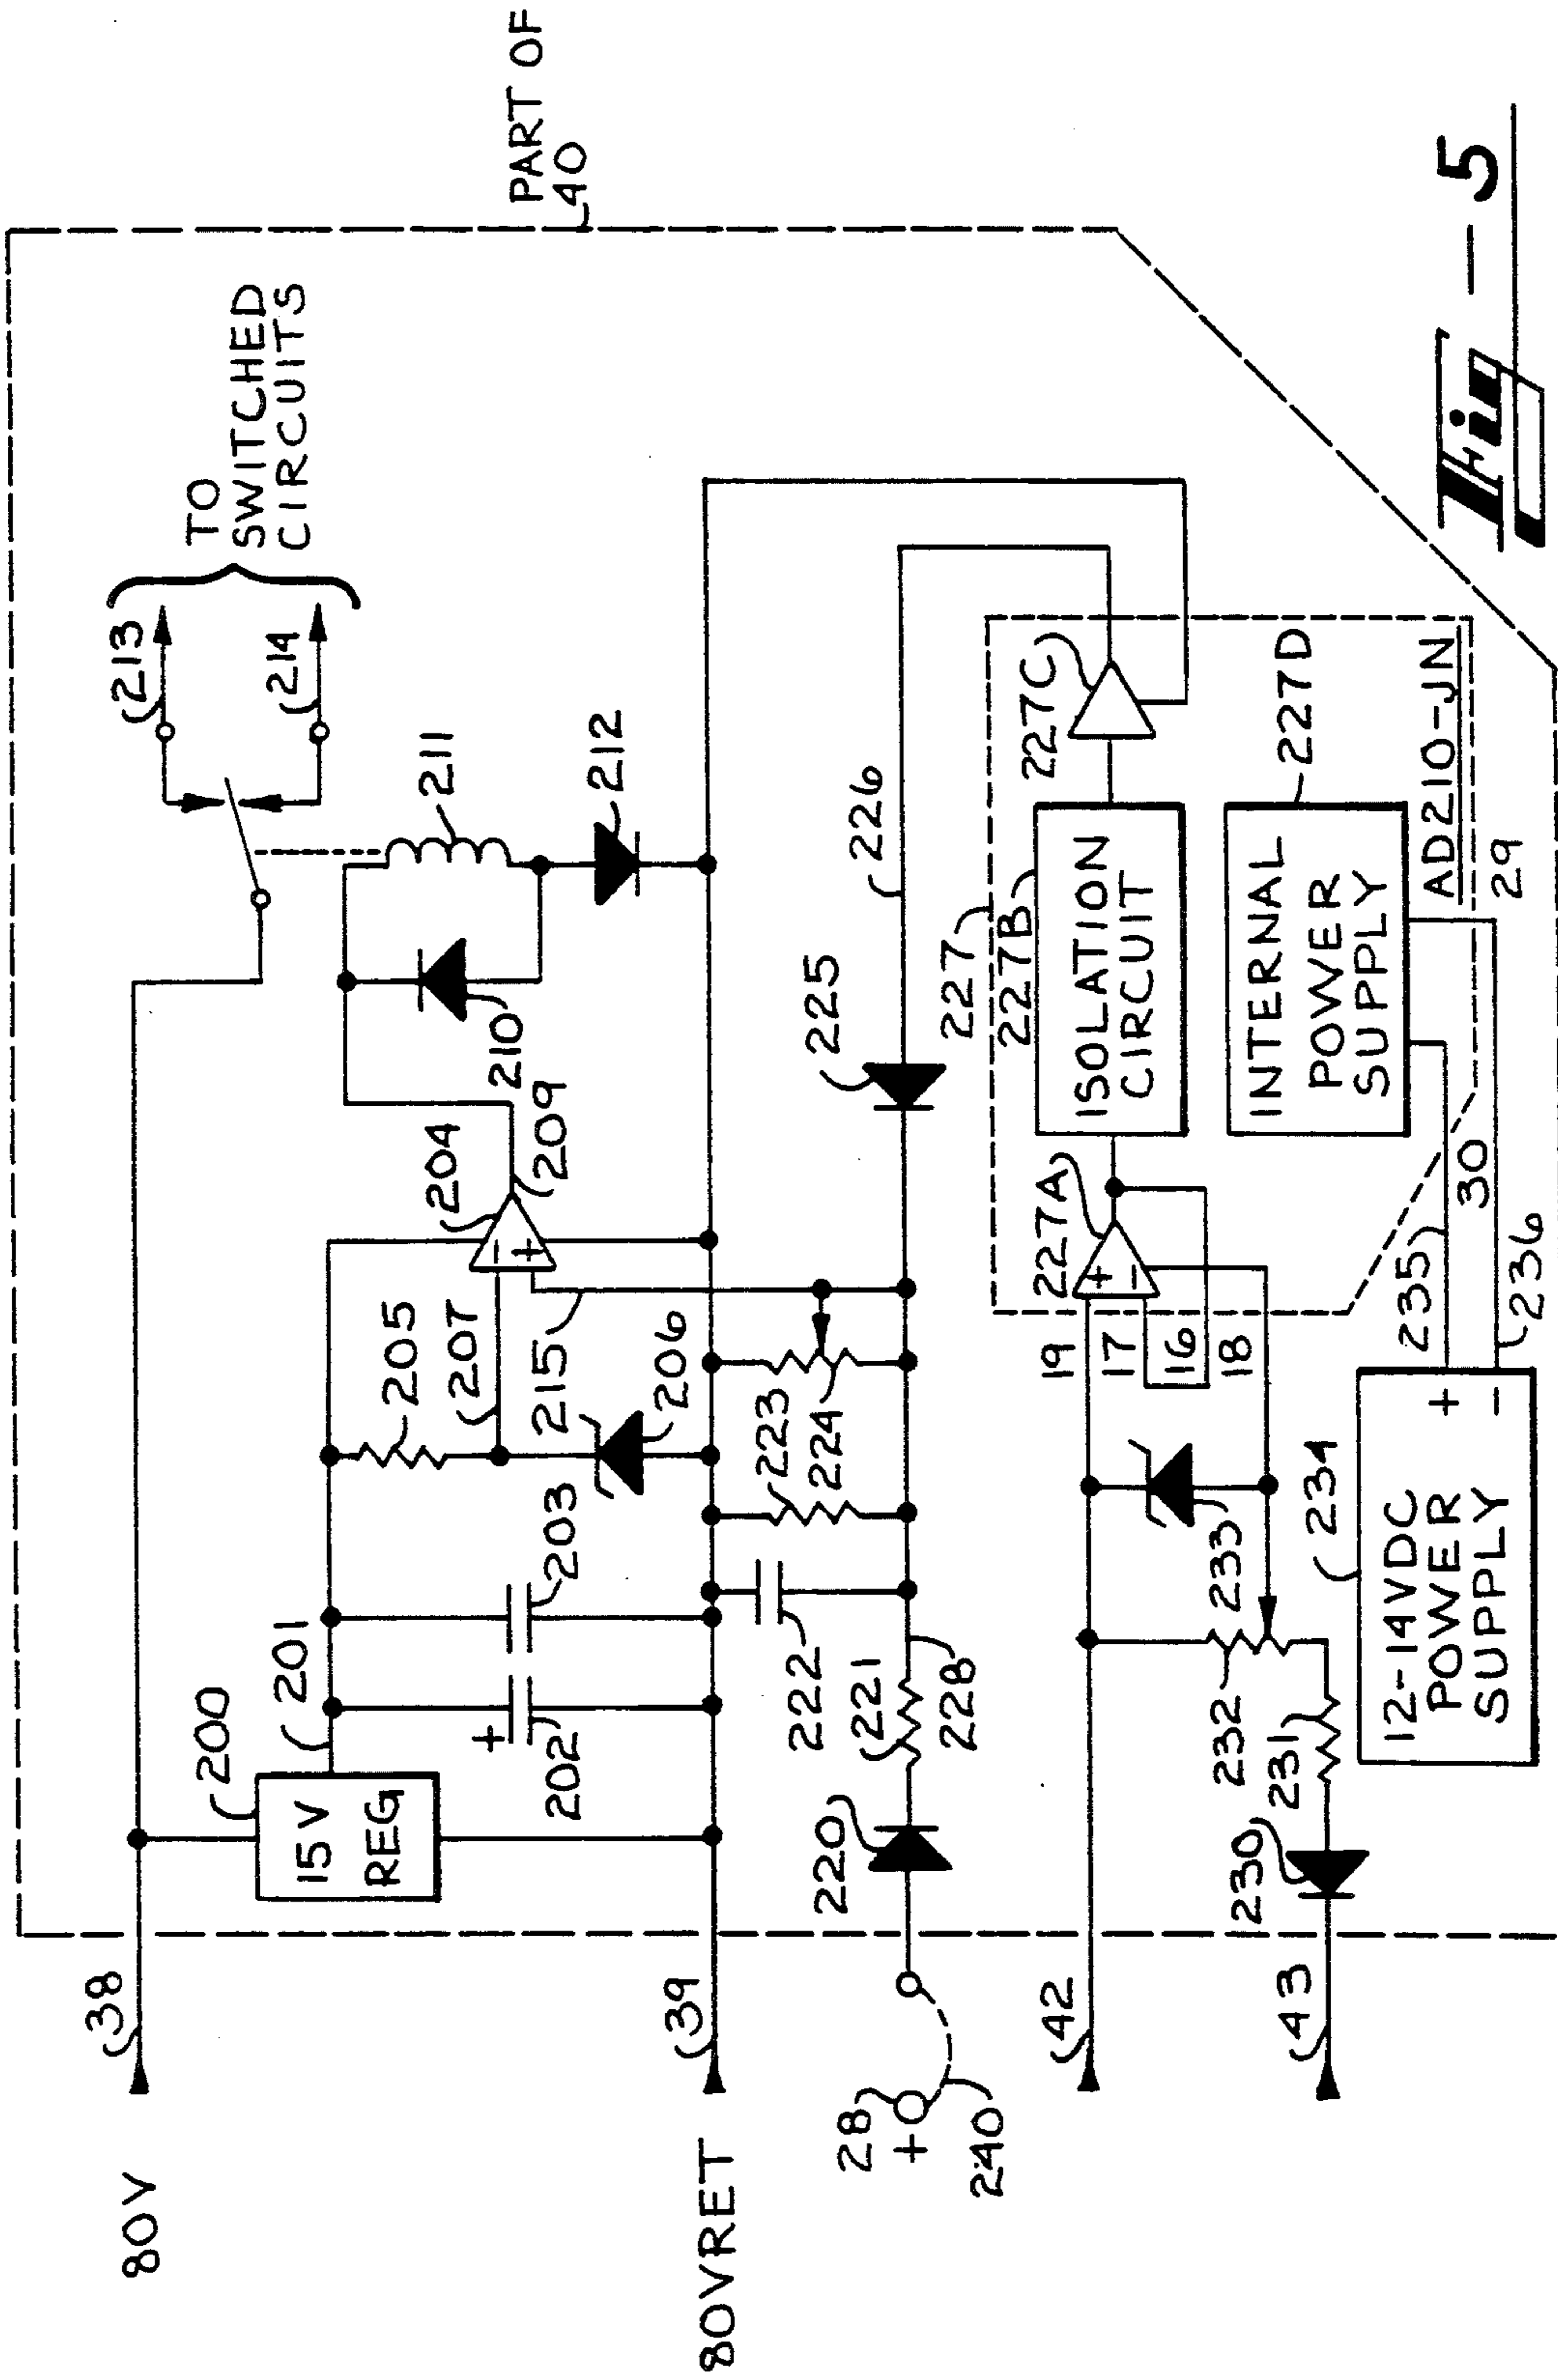 80V
38
200
15V
REG
201
202
+
203
205
207
206
204
-
+
209
210
211
212
213
214
TO
SWITCHED
CIRCUITS
PART OF
40
80VRET
39
215
223
224
222
221
228
220
28
+
240
225
226
227
227B
ISOLATION
CIRCUIT
227C
227A
+
-
19
17
16
18
42
43
230
231
232
233
234
12-14VDC
POWER
SUPPLY
+
-
235
30
236
29
INTERNAL
POWER
SUPPLY
227D
AD210-JN
Fig - 5